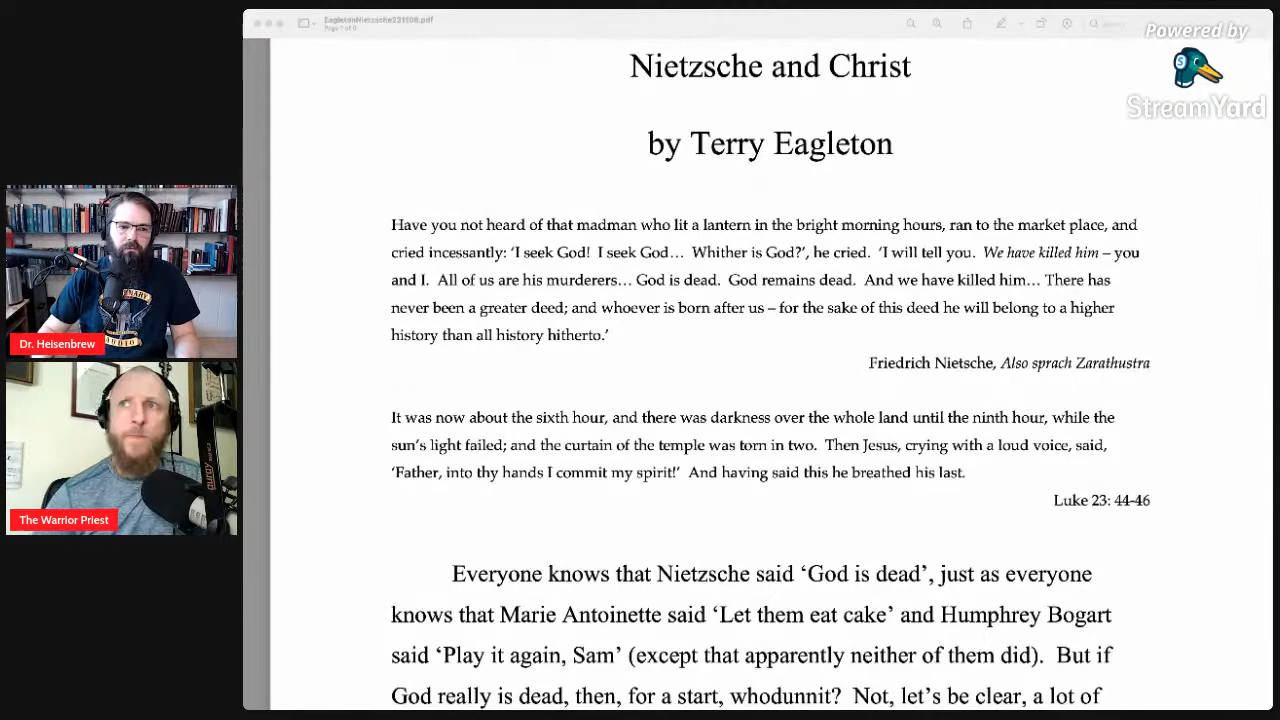 EagletonNietzsche231108.pdf
Page 1 of 8
Search
Powered by
S
StreamYard
Nietzsche and Christ
by Terry Eagleton
Have you not heard of that madman who lit a lantern in the bright morning hours, ran to the market place, and
cried incessantly: ‘I seek God!  I seek God…  Whither is God?’, he cried.  ‘I will tell you.  We have killed him – you
and I.  All of us are his murderers…  God is dead.  God remains dead.  And we have killed him…  There has
never been a greater deed; and whoever is born after us – for the sake of this deed he will belong to a higher
history than all history hitherto.’
Friedrich Nietsche, Also sprach Zarathustra
It was now about the sixth hour, and there was darkness over the whole land until the ninth hour, while the
sun’s light failed; and the curtain of the temple was torn in two.  Then Jesus, crying with a loud voice, said,
‘Father, into thy hands I commit my spirit!’  And having said this he breathed his last.
Luke 23: 44-46
Everyone knows that Nietzsche said ‘God is dead’, just as everyone
knows that Marie Antoinette said ‘Let them eat cake’ and Humphrey Bogart
said ‘Play it again, Sam’ (except that apparently neither of them did).  But if
God really is dead, then, for a start, whodunnit?  Not, let’s be clear, a lot of
AUDIO
Dr. Heisenbrew
The Warrior Priest